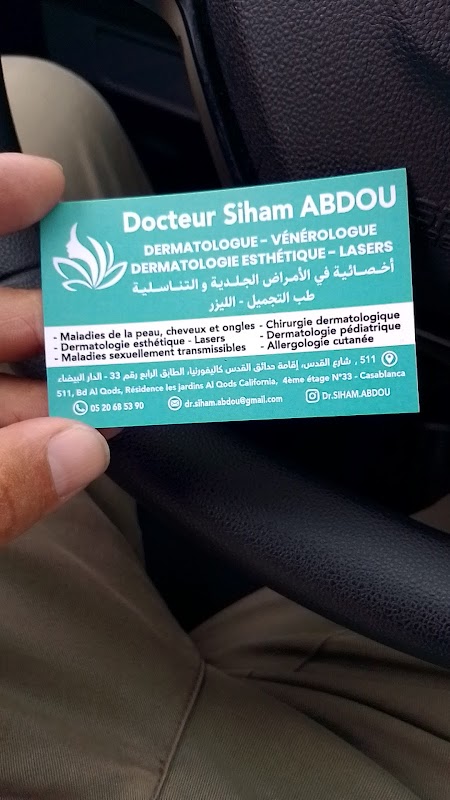 Docteur Siham ABDOU
DERMATOLOGUE - VÉNÉROLOGUE
DERMATOLOGIE ESTHÉTIQUE - LASERS
أخصائية في الأمراض الجلدية و التناسلية
طب التجميل - الليزر
- Maladies de la peau, cheveux et ongles
- Dermatologie esthétique - Lasers
- Maladies sexuellement transmissibles
- Chirurgie dermatologique
- Dermatologie pédiatrique
- Allergologie cutanée
511 , شارع القدس، إقامة حدائق القدس كاليفورنيا، الطابق الرابع رقم 33 - الدار البيضاء
511, Bd Al Qods, Résidence les jardins Al Qods California, 4ème étage N°33 - Casablanca
05 20 68 53 90 dr.siham.abdou@gmail.com Dr.SIHAM.ABDOU